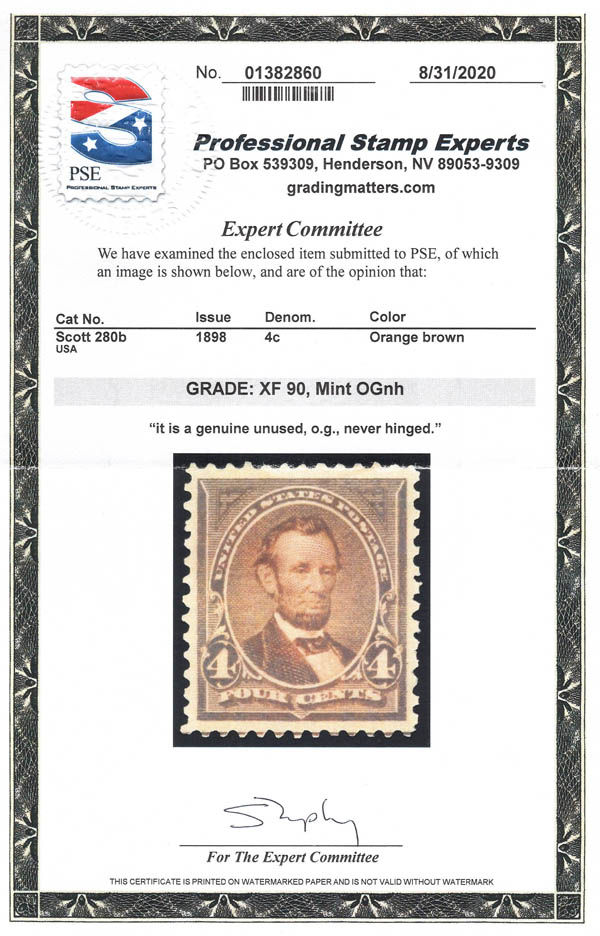 No. 01382860 8/31/2020
S
PSE
PROFESSIONAL STAMP EXPERTS
Professional Stamp Experts
PO Box 539309, Henderson, NV 89053-9309
gradingmatters.com
Expert Committee
We have examined the enclosed item submitted to PSE, of which
an image is shown below, and are of the opinion that:
Cat No. Issue Denom. Color
Scott 280b 1898 4c Orange brown
USA
GRADE: XF 90, Mint OGnh
“it is a genuine unused, o.g., never hinged.”
UNITED STATES POSTAGE
4 4
FOUR CENTS
For The Expert Committee
THIS CERTIFICATE IS PRINTED ON WATERMARKED PAPER AND IS NOT VALID WITHOUT WATERMARK